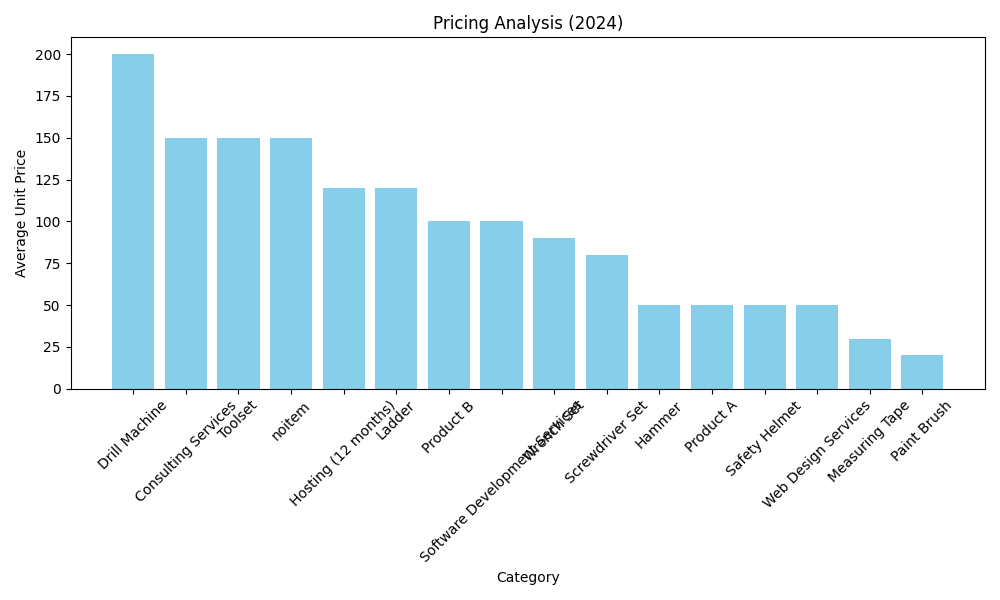 Pricing Analysis (2024)
Average Unit Price
200
175
150
125
100
75
50
25
0
Drill Machine
Consulting Services
Toolset
noitem
Hosting (12 months)
Ladder
Product B
Software Development Services
Wrench Set
Screwdriver Set
Hammer
Product A
Safety Helmet
Web Design Services
Measuring Tape
Paint Brush
Category